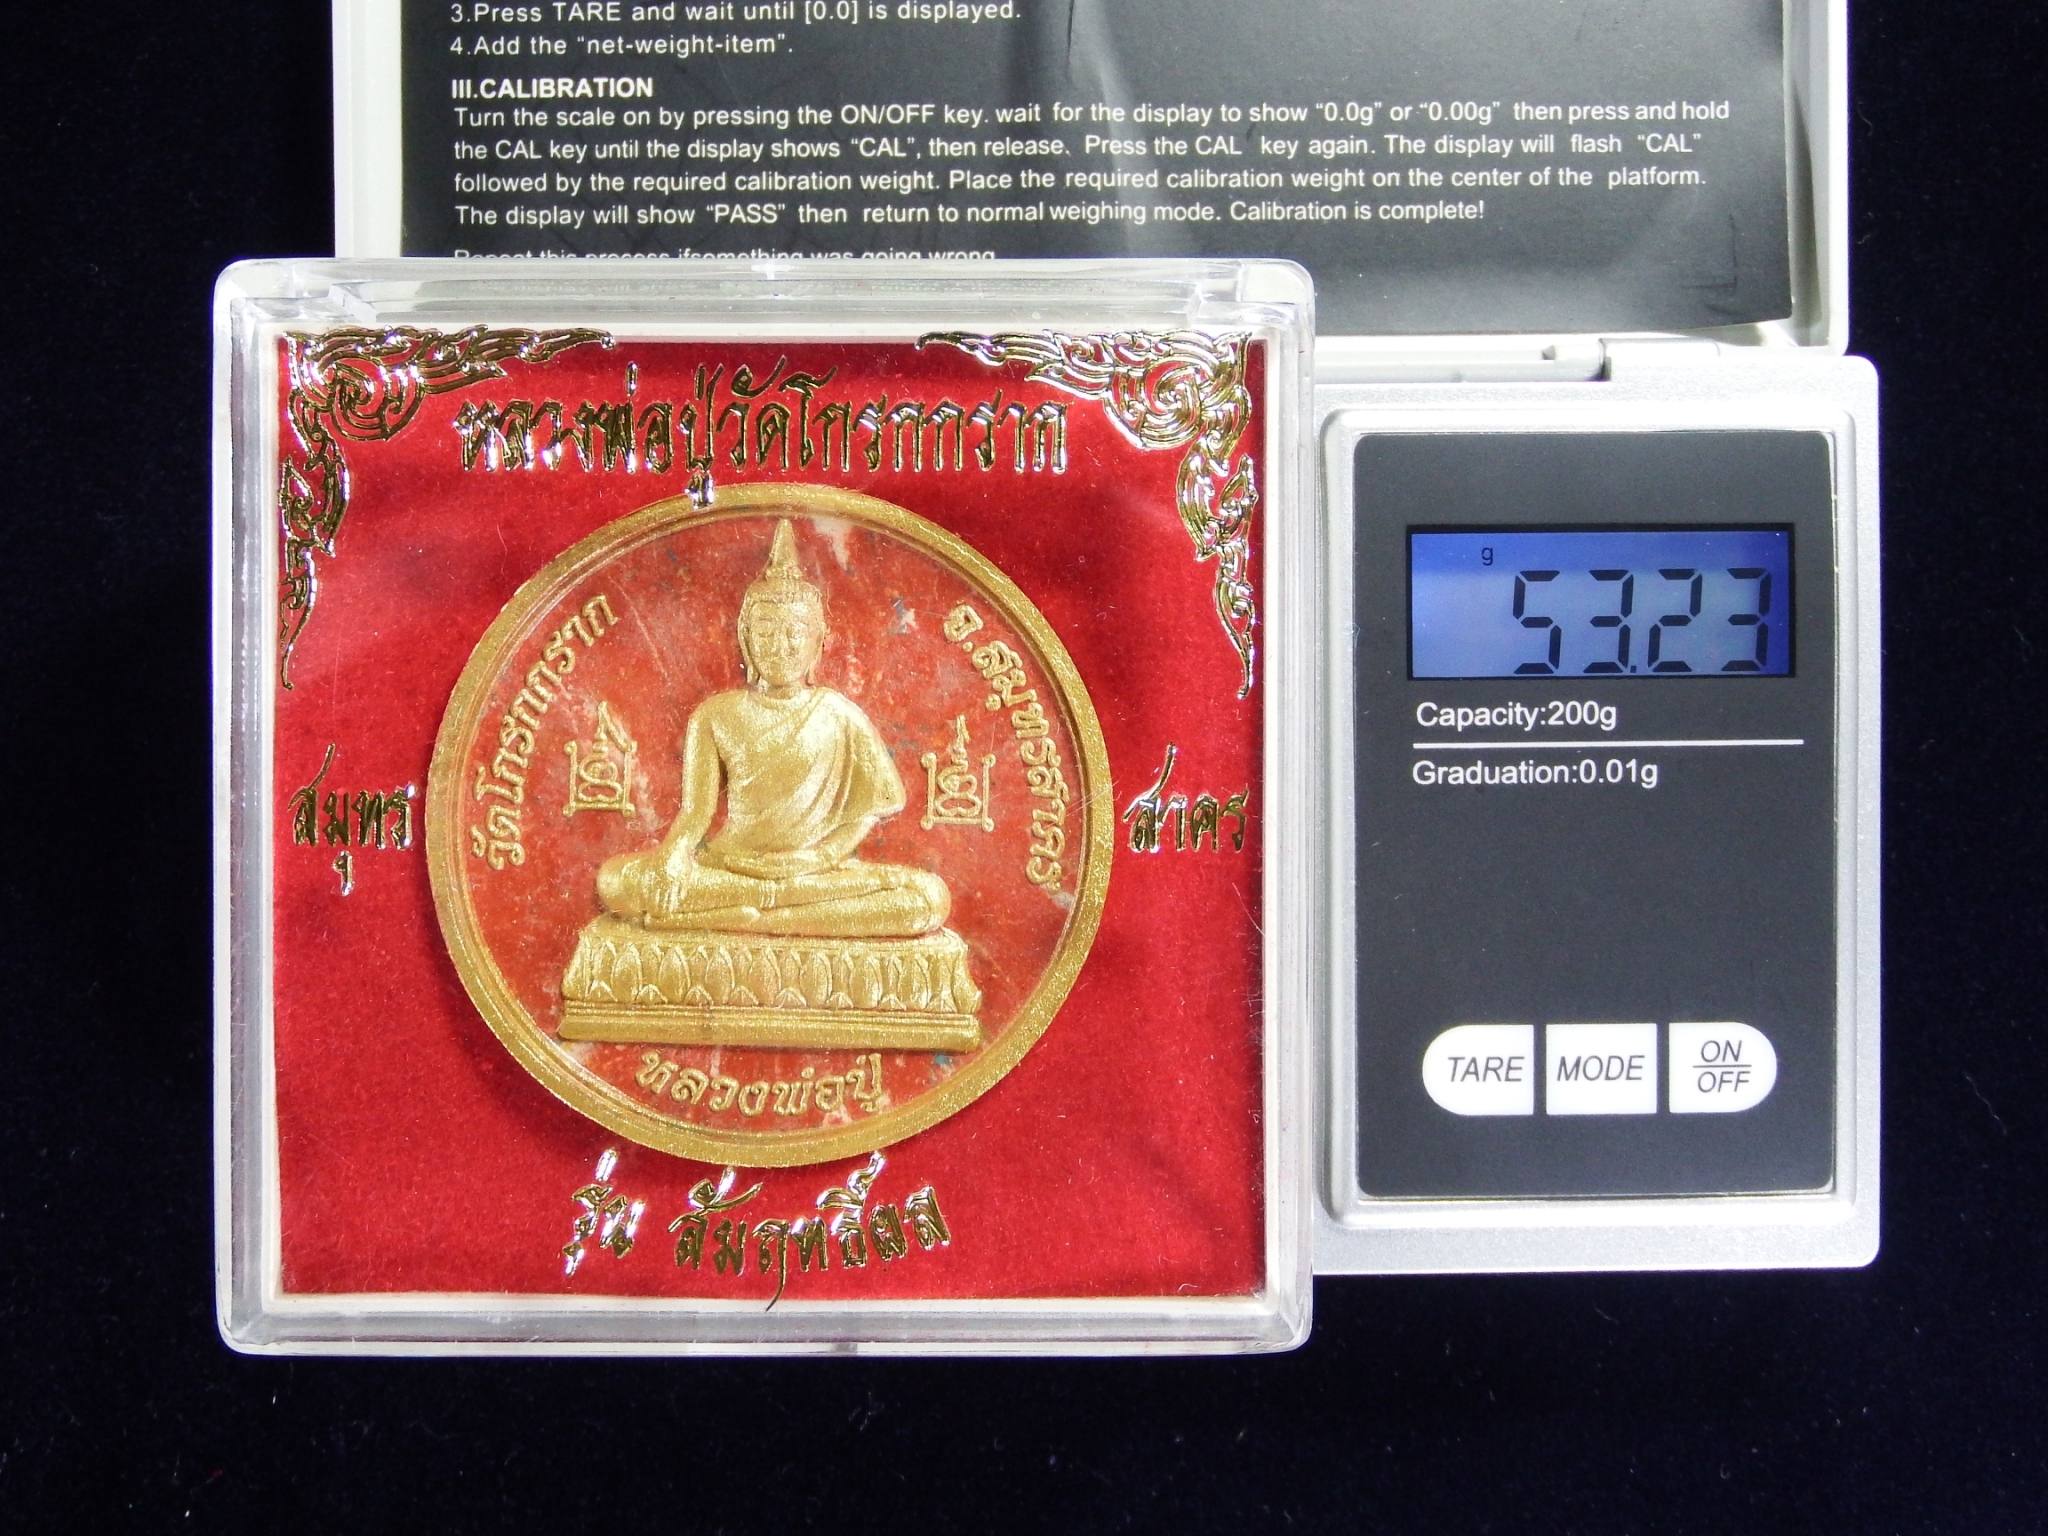 3.Press TARE and wait until [0.0] is displayed.
4.Add the “net-weight-item”.
III.CALIBRATION
Turn the scale on by pressing the ON/OFF key. wait for the display to show “0.0g” or “0.00g” then press and hold
the CAL key until the display shows “CAL”, then release. Press the CAL key again. The display will flash “CAL”
followed by the required calibration weight. Place the required calibration weight on the center of the platform.
The display will show “PASS” then return to normal weighing mode. Calibration is complete!
Repeat this process ifsomething was going wrong
หลวงพ่อปู่วัดโกรกกราก
วัดโกรกกราก
จ.สมุทรสาคร
สมุทร
สาคร
หลวงพ่อปู่
รุ่น สัมฤทธิ์ผล
g
53.23
Capacity:200g
Graduation:0.01g
TARE
MODE
ON
OFF